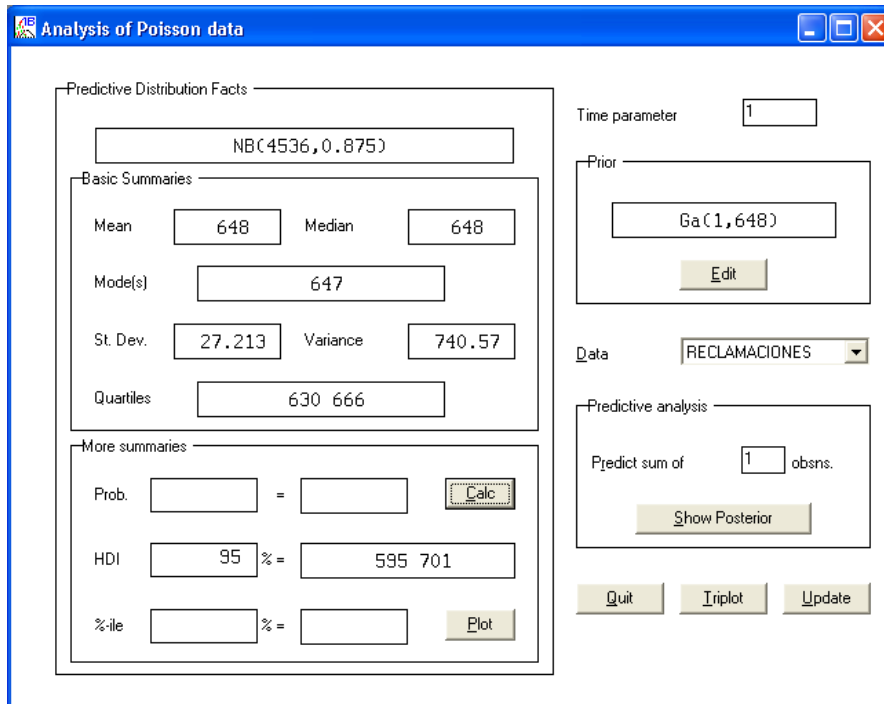 Analysis of Poisson data
Predictive Distribution Facts
NB(4536,0.875)
Basic Summaries
Mean 648 Median 648
Mode(s) 647
St. Dev. 27.213 Variance 740.57
Quartiles 630 666
More summaries
Prob. = Calc
HDI 95 % = 595 701
%-ile % = Plot
Time parameter 1
Prior
Ga(1,648)
Edit
Data RECLAMACIONES
Predictive analysis
Predict sum of 1 obsns.
Show Posterior
Quit Triplot Update